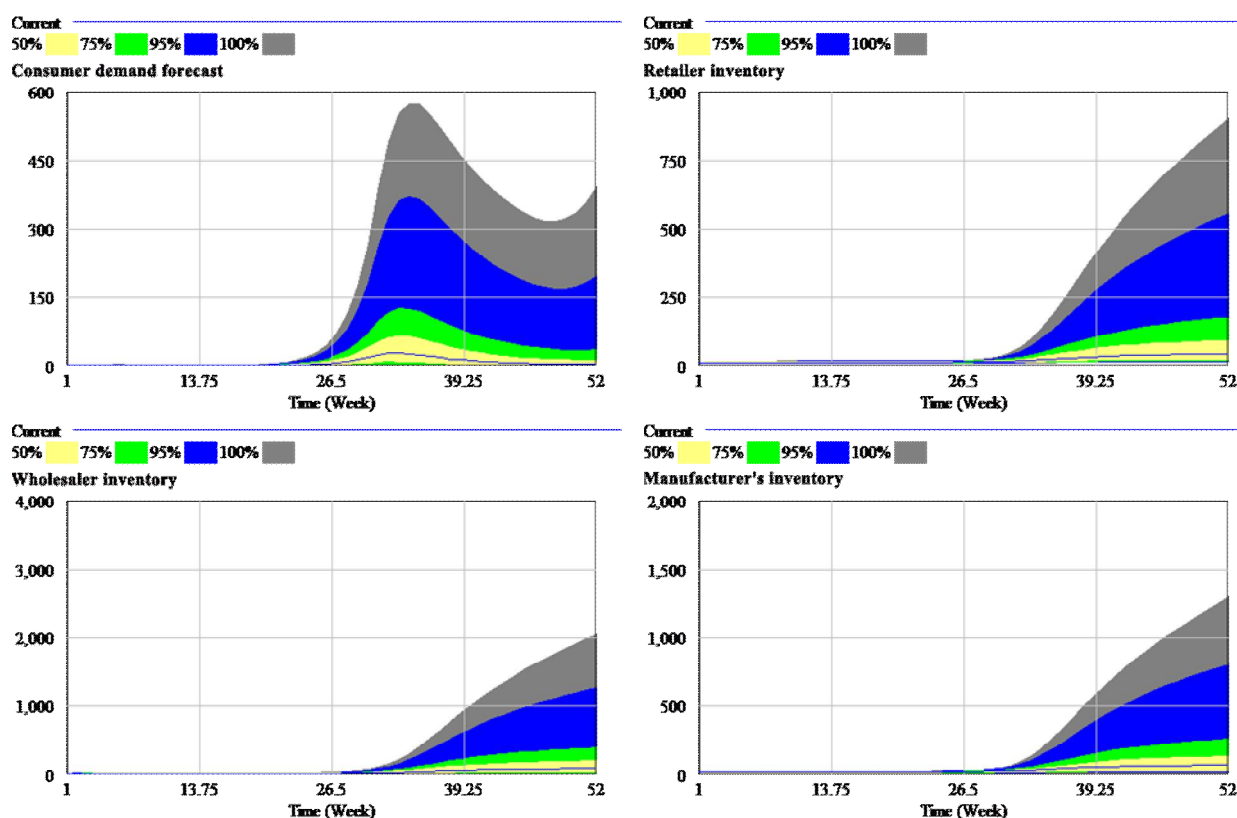 Current
50% 75% 95% 100%
Consumer demand forecast
600
450
300
150
0
1 13.75 26.5 39.25 52
Time (Week)
Current
50% 75% 95% 100%
Retailer inventory
1,000
750
500
250
0
1 13.75 26.5 39.25 52
Time (Week)
Current
50% 75% 95% 100%
Wholesaler inventory
4,000
3,000
2,000
1,000
0
1 13.75 26.5 39.25 52
Time (Week)
Current
50% 75% 95% 100%
Manufacturer's inventory
2,000
1,500
1,000
500
0
1 13.75 26.5 39.25 52
Time (Week)